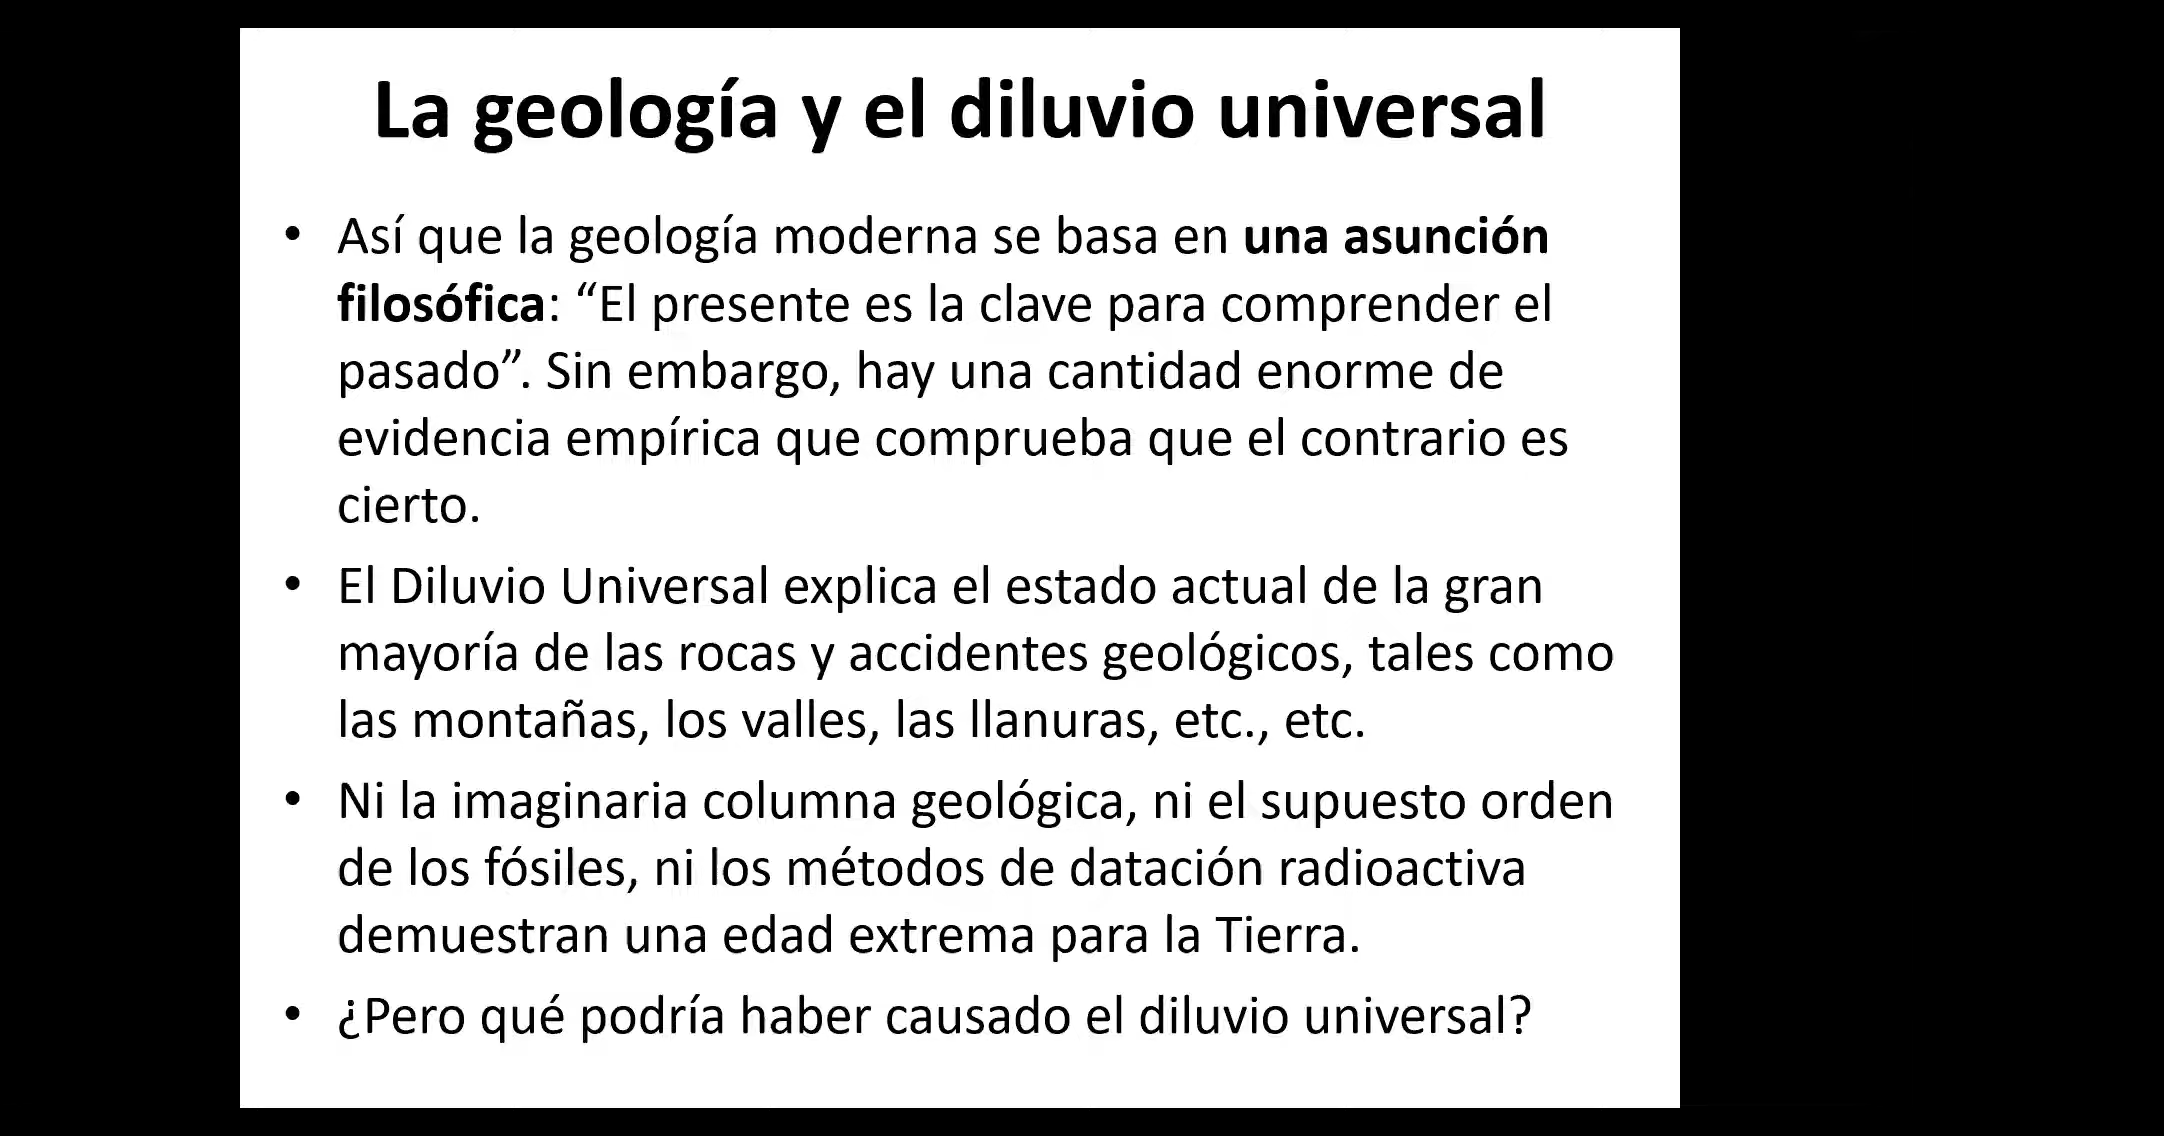 La geología y el diluvio universal
• Así que la geología moderna se basa en una asunción
filosófica: “El presente es la clave para comprender el
pasado”. Sin embargo, hay una cantidad enorme de
evidencia empírica que comprueba que el contrario es
cierto.
• El Diluvio Universal explica el estado actual de la gran
mayoría de las rocas y accidentes geológicos, tales como
las montañas, los valles, las llanuras, etc., etc.
• Ni la imaginaria columna geológica, ni el supuesto orden
de los fósiles, ni los métodos de datación radioactiva
demuestran una edad extrema para la Tierra.
• ¿Pero qué podría haber causado el diluvio universal?